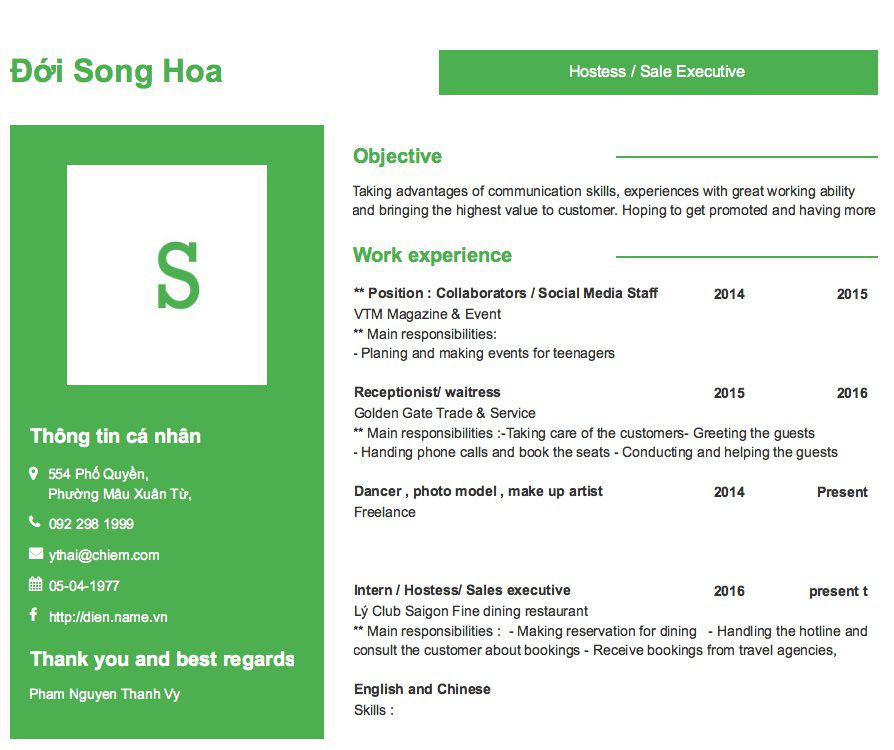 Đới Song Hoa
Hostess / Sale Executive
S
Thông tin cá nhân
554 Phố Quyền,
Phường Mâu Xuân Từ,
092 298 1999
ythai@chiem.com
05-04-1977
http://dien.name.vn
Thank you and best regards
Pham Nguyen Thanh Vy
Objective
Taking advantages of communication skills, experiences with great working ability
and bringing the highest value to customer. Hoping to get promoted and having more
Work experience
** Position : Collaborators / Social Media Staff 2014 2015
VTM Magazine & Event
** Main responsibilities:
- Planing and making events for teenagers
Receptionist/ waitress 2015 2016
Golden Gate Trade & Service
** Main responsibilities :-Taking care of the customers- Greeting the guests
- Handing phone calls and book the seats - Conducting and helping the guests
Dancer , photo model , make up artist 2014 Present
Freelance
Intern / Hostess/ Sales executive 2016 present t
Lý Club Saigon Fine dining restaurant
** Main responsibilities : - Making reservation for dining - Handling the hotline and
consult the customer about bookings - Receive bookings from travel agencies,
English and Chinese
Skills :